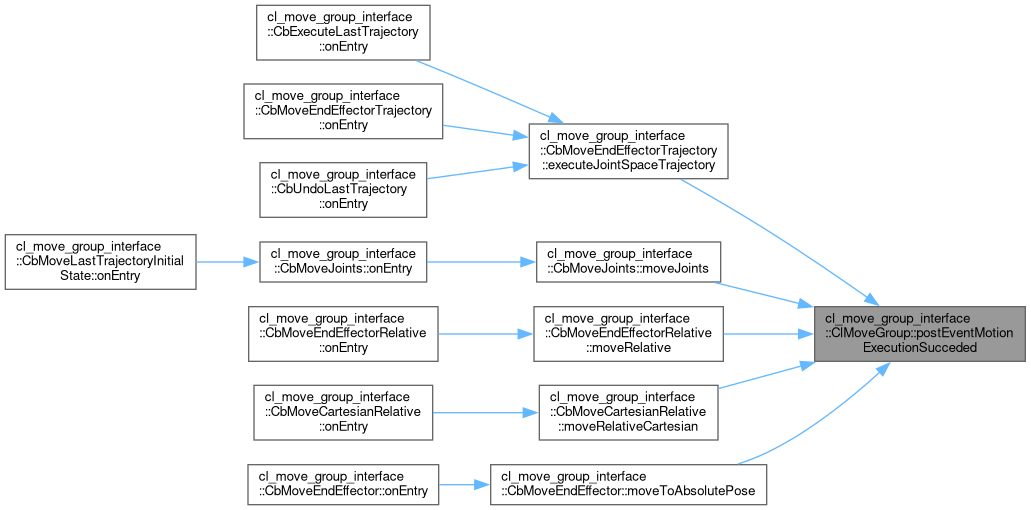 cl_move_group_interface
::CbExecuteLastTrajectory
::onEntry
cl_move_group_interface
::CbMoveEndEffectorTrajectory
::onEntry
cl_move_group_interface
::CbMoveEndEffectorTrajectory
::executeJointSpaceTrajectory
cl_move_group_interface
::CbUndoLastTrajectory
::onEntry
cl_move_group_interface
::CbMoveLastTrajectoryInitial
State::onEntry
cl_move_group_interface
::CbMoveJoints::onEntry
cl_move_group_interface
::CbMoveJoints::moveJoints
cl_move_group_interface
::CbMoveEndEffectorRelative
::onEntry
cl_move_group_interface
::CbMoveEndEffectorRelative
::moveRelative
cl_move_group_interface
::ClMoveGroup::postEventMotion
ExecutionSucceded
cl_move_group_interface
::CbMoveCartesianRelative
::onEntry
cl_move_group_interface
::CbMoveCartesianRelative
::moveRelativeCartesian
cl_move_group_interface
::CbMoveEndEffector::onEntry
cl_move_group_interface
::CbMoveEndEffector::moveToAbsolutePose